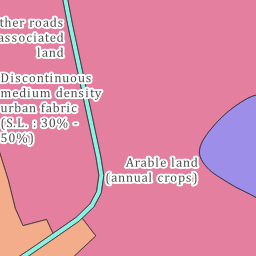 ther roads
associated
land
Discontinuous
medium density
urban fabric
(S.L. : 30% -
50%)
Arable land
(annual crops)